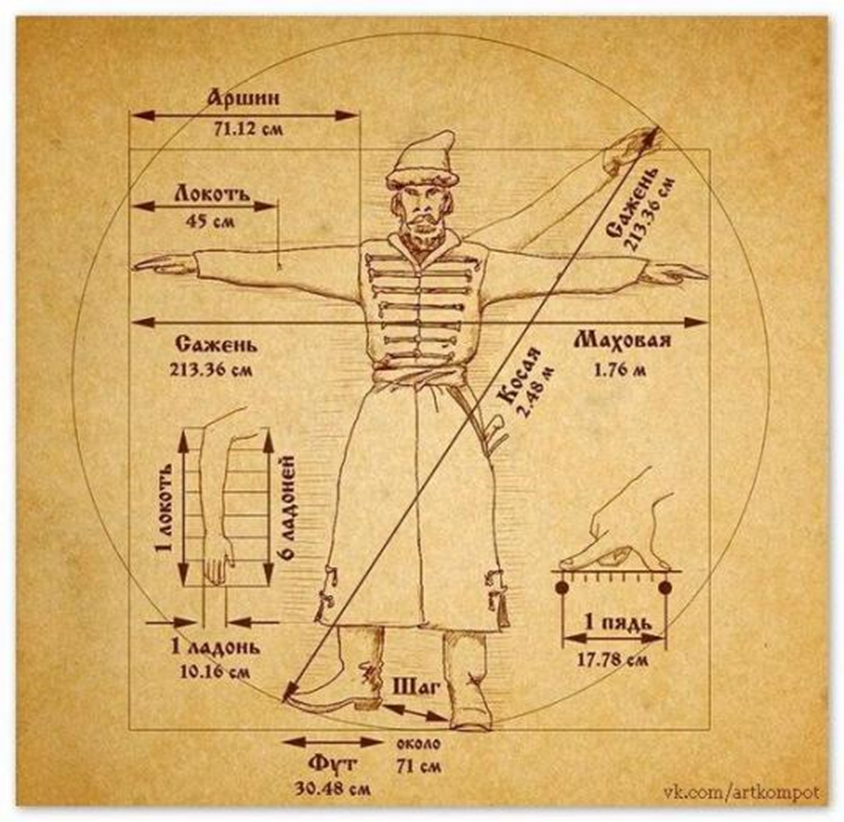 Аршин
71.12 см
Локоть
45 см
Сажень
213.36 см
Сажень
213.36 см
Маховая
1.76 м
Косая
2.48 м
1 локоть
6 ладоней
1 ладонь
10.16 см
1 пядь
17.78 см
Шаг
около
71 см
Фут
30.48 см
vk.com/artkompot